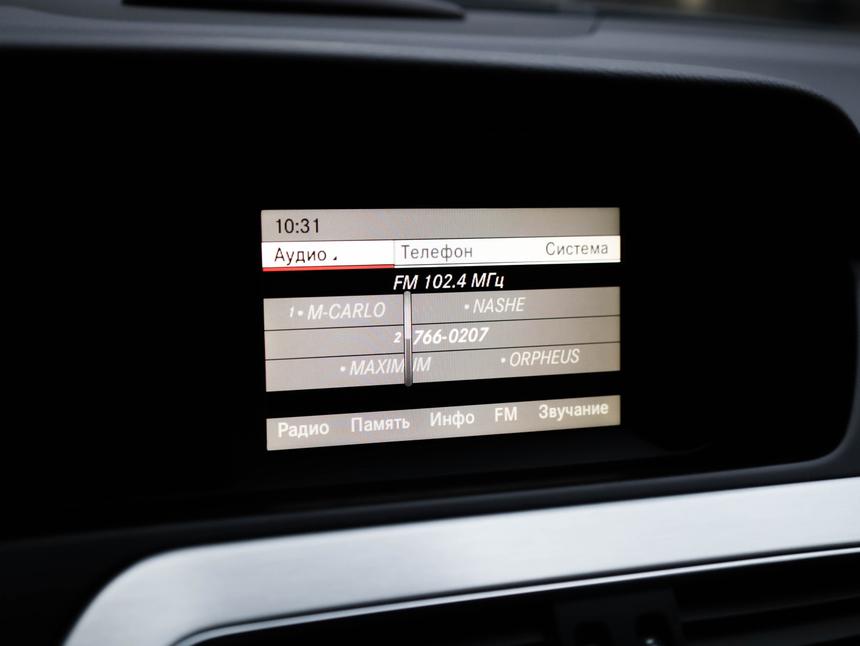 10:31
Аудио Телефон Система
FM 102.4 МГц
1 • M-CARLO • NASHE
2 766-0207
• MAXIMUM • ORPHEUS
Радио Память Инфо FM Звучание